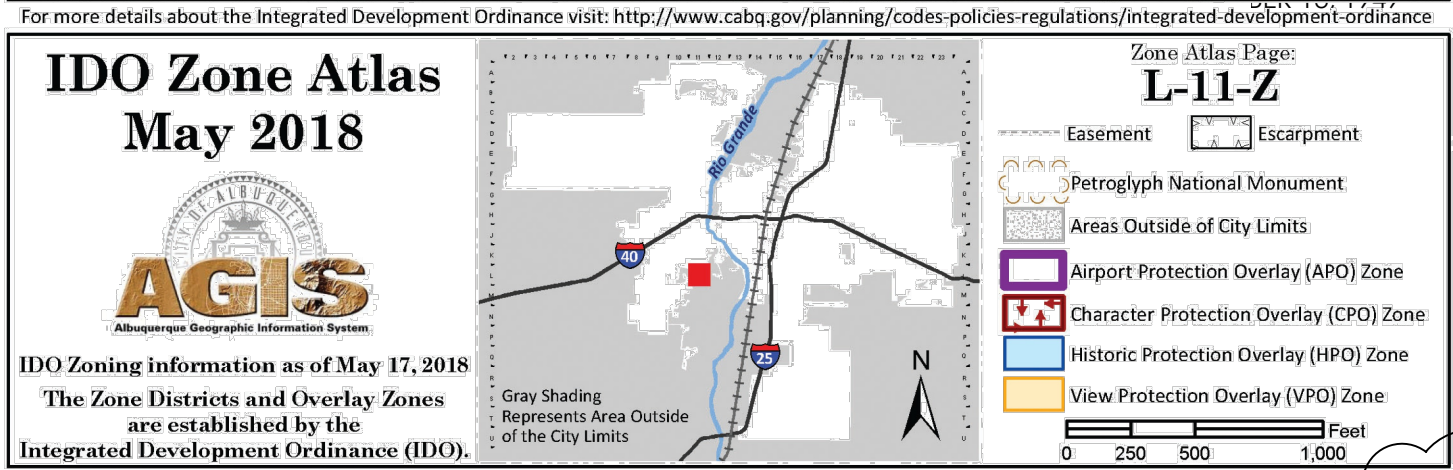 For more details about the Integrated Development Ordinance visit: http://www.cabq.gov/planning/codes-policies-regulations/integrated-development-ordinance
IDO Zone Atlas
May 2018
CITY OF ALBUQUERQUE
AGIS
Albuquerque Geographic Information System
IDO Zoning information as of May 17, 2018
The Zone Districts and Overlay Zones
are established by the
Integrated Development Ordinance (IDO).
Rio Grande
40
25
N
Gray Shading
Represents Area Outside
of the City Limits
Zone Atlas Page:
L-11-Z
Easement
Escarpment
Petroglyph National Monument
Areas Outside of City Limits
Airport Protection Overlay (APO) Zone
Character Protection Overlay (CPO) Zone
Historic Protection Overlay (HPO) Zone
View Protection Overlay (VPO) Zone
Feet
0 250 500 1,000